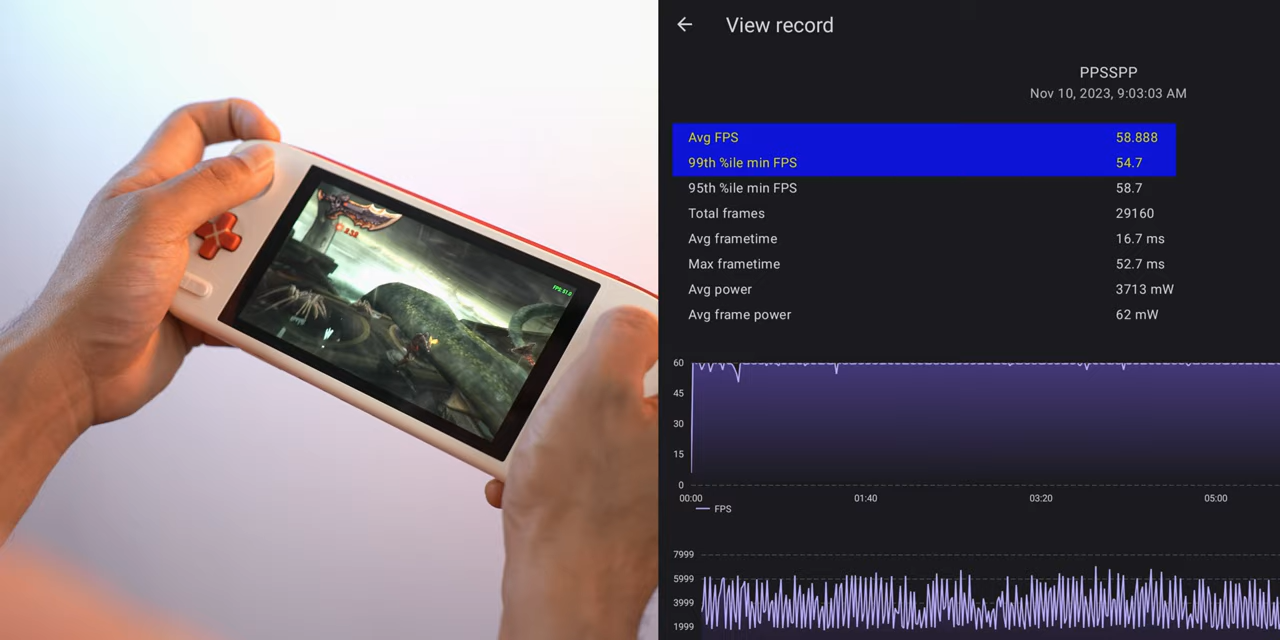 View record
PPSSPP
Nov 10, 2023, 9:03:03 AM
Avg FPS 58.888
99th %ile min FPS 54.7
95th %ile min FPS 58.7
Total frames 29160
Avg frametime 16.7 ms
Max frametime 52.7 ms
Avg power 3713 mW
Avg frame power 62 mW
60
45
30
15
0
00:00 01:40 03:20 05:00
FPS
7999
5999
3999
1999